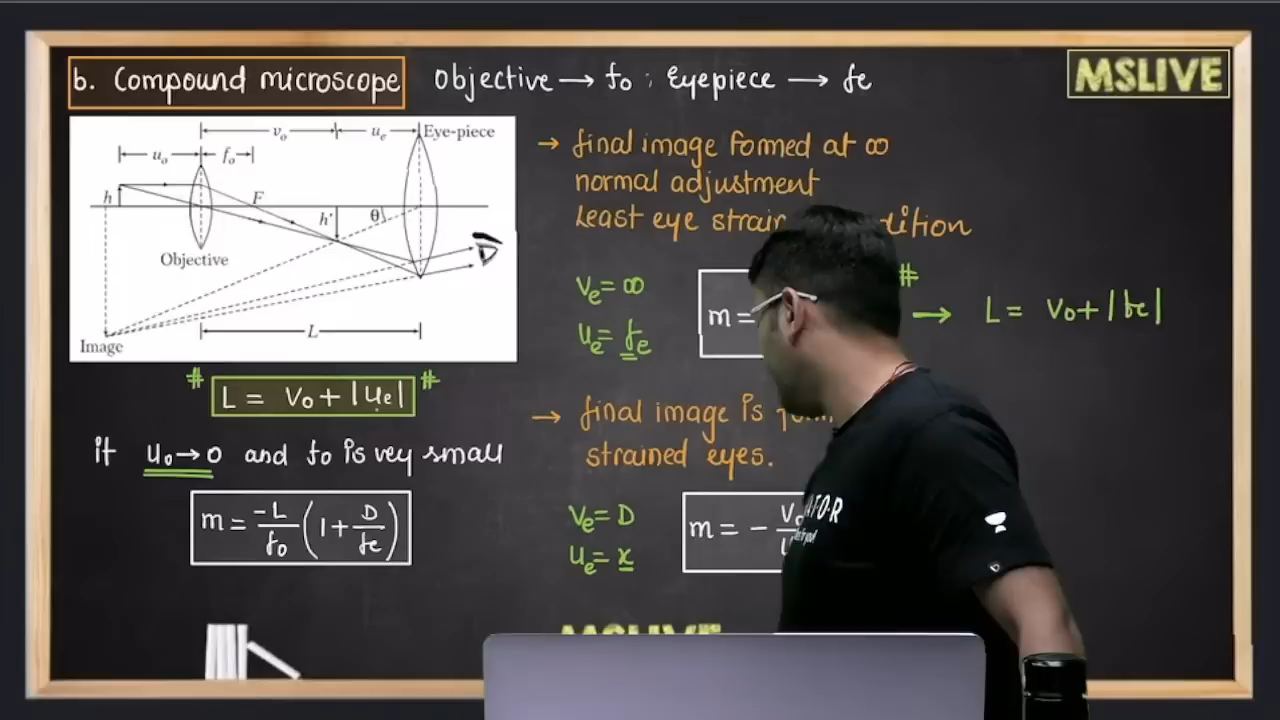 b. Compound microscope
Objective → fo ; Eyepiece → fe
MSLIVE
vo
ue
Eye-piece
uo
fo
h
F
h'
θ
Objective
L
Image
# L = vo + |ue| #
if uo→o and fo is vey small
m = -L/fo (1 + D/fe)
→ final image formed at ∞
normal adjustment
Least eye strain
ve = ∞
ue = fe
m =
#
→ L = vo + |fe|
→ final image is
strained eyes.
ve = D
ue = x
m = -
MSLIVE